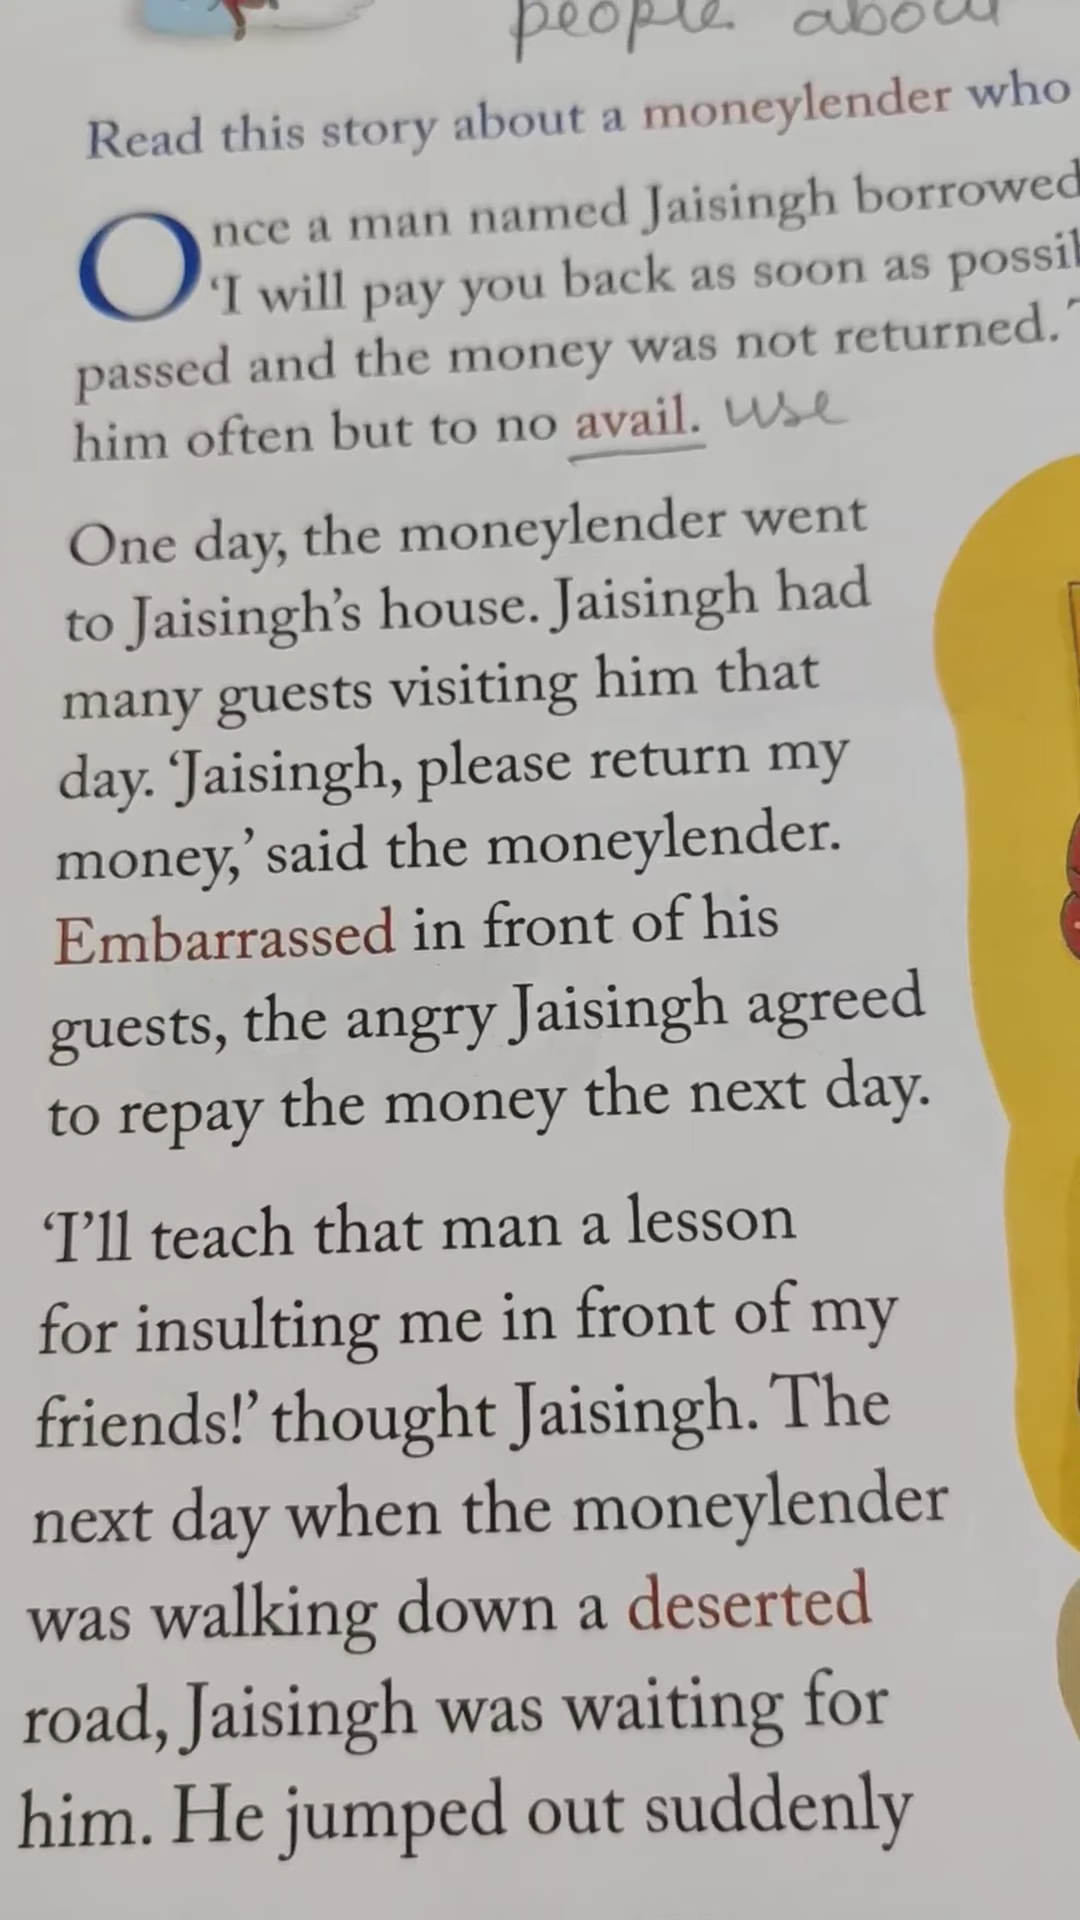 people about
Read this story about a moneylender who
Once a man named Jaisingh borrowed
‘I will pay you back as soon as
passed and the money was not returned.
him often but to no avail. use
One day, the moneylender went
to Jaisingh’s house. Jaisingh had
many guests visiting him that
day. ‘Jaisingh, please return my
money,’ said the moneylender.
Embarrassed in front of his
guests, the angry Jaisingh agreed
to repay the money the next day.
‘I’ll teach that man a lesson
for insulting me in front of my
friends!’ thought Jaisingh. The
next day when the moneylender
was walking down a deserted
road, Jaisingh was waiting for
him. He jumped out suddenly